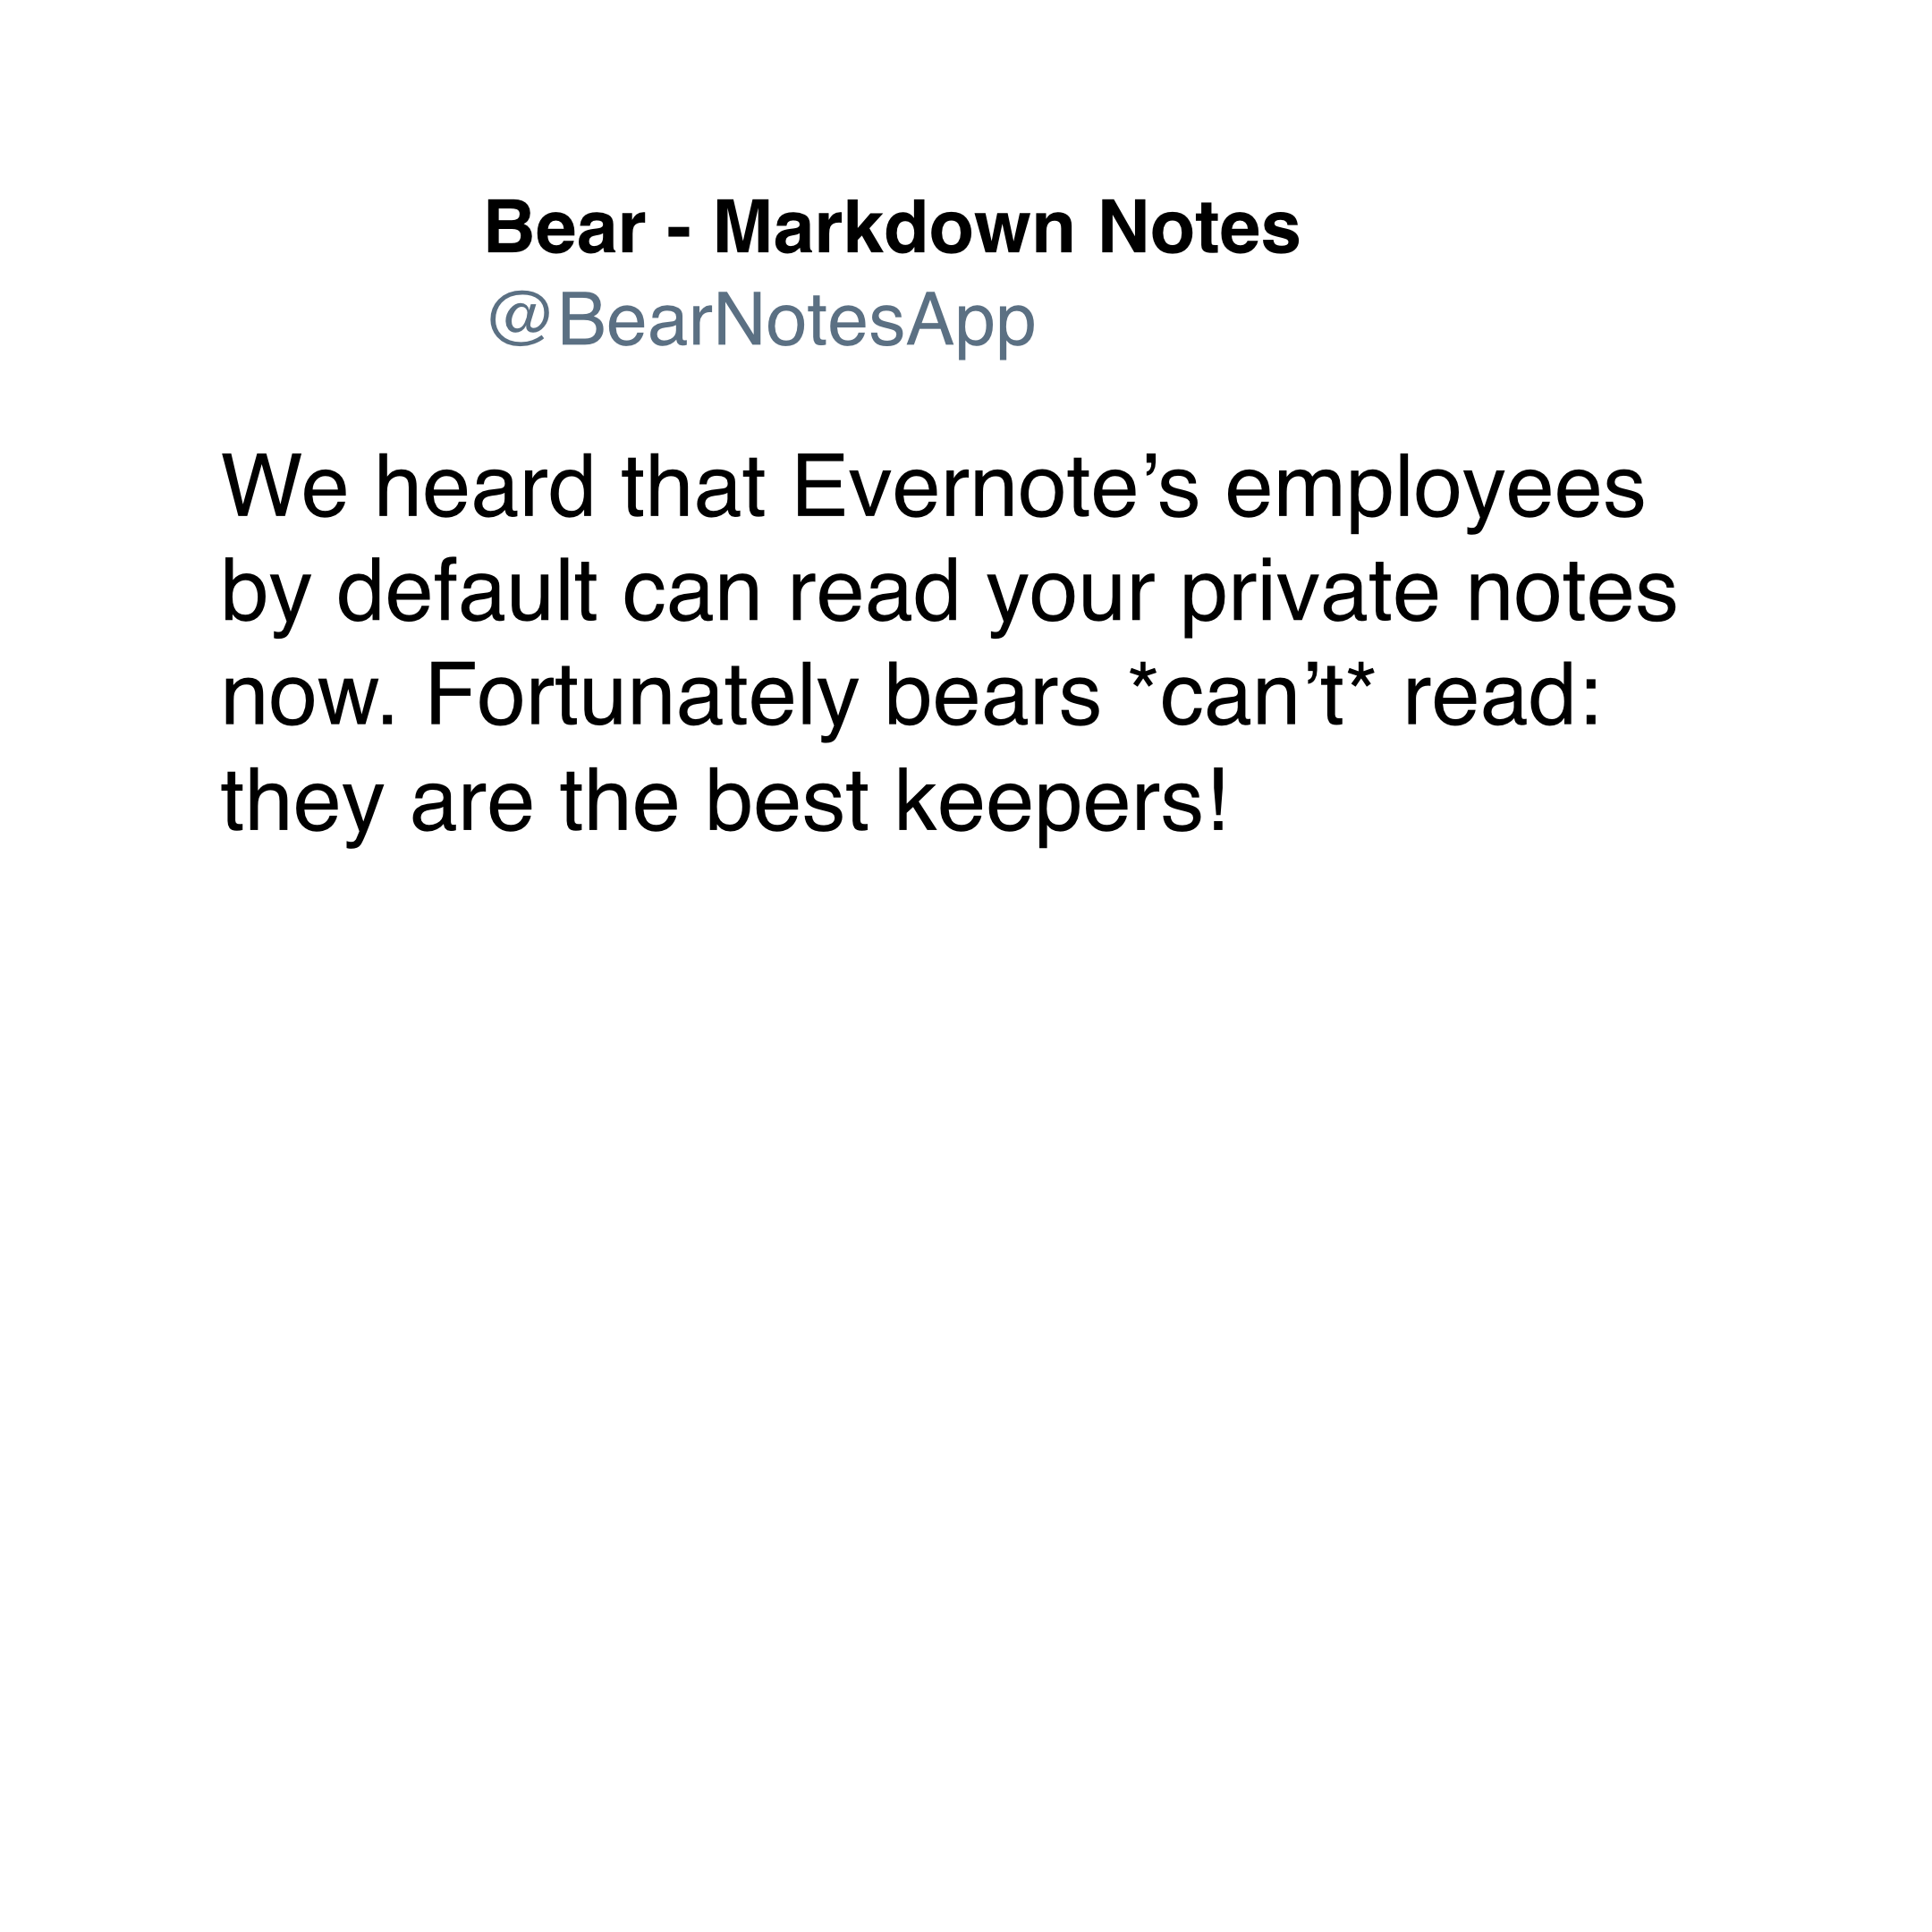 Bear - Markdown Notes
@BearNotesApp
We heard that Evernote’s employees
by default can read your private notes
now. Fortunately bears *can’t*  read:
they are the best keepers!